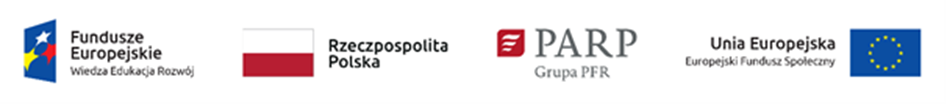 Fundusze
Europejskie
Wiedza Edukacja Rozwój
Rzeczpospolita
Polska
PARP
Grupa PFR
Unia Europejska
Europejski Fundusz Społeczny